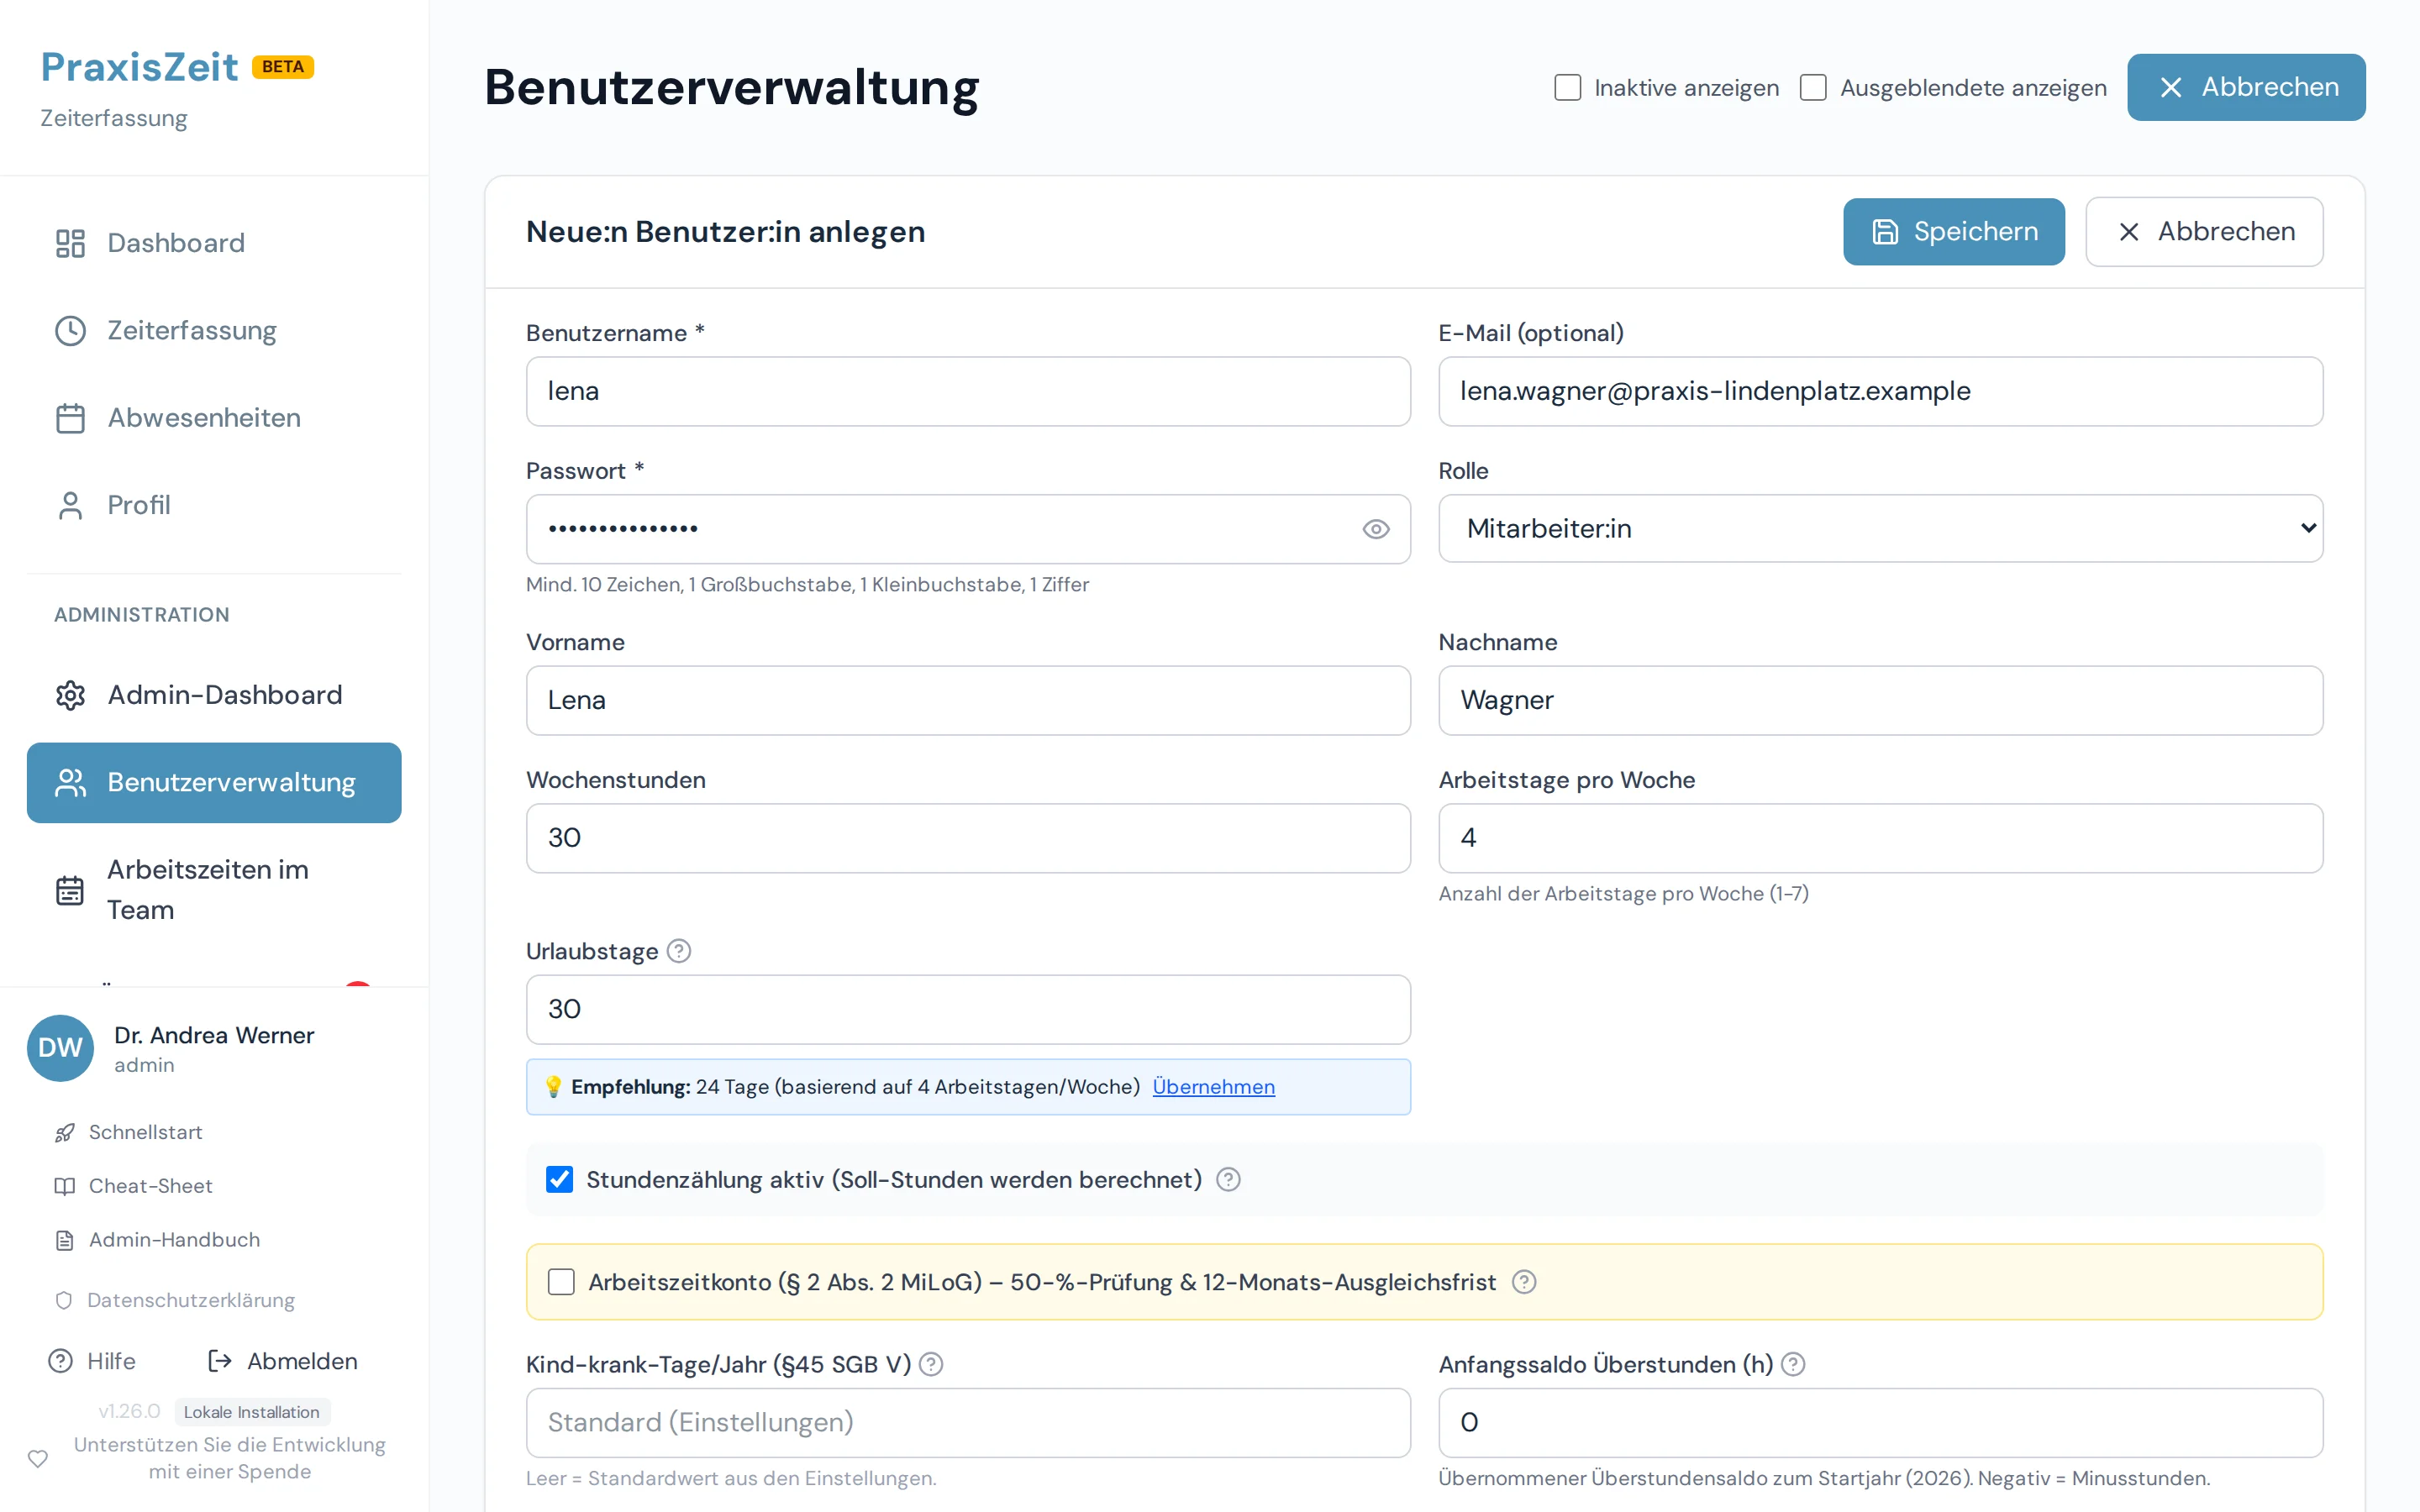 PraxisZeit BETA
Zeiterfassung
Dashboard
Zeiterfassung
Abwesenheiten
Profil
ADMINISTRATION
Admin-Dashboard
Benutzerverwaltung
Arbeitszeiten im
Team
DW
Dr. Andrea Werner
admin
Schnellstart
Cheat-Sheet
Admin-Handbuch
Datenschutzerklärung
Hilfe Abmelden
v1.26.0 Lokale Installation
Unterstützen Sie die Entwicklung
mit einer Spende
Benutzerverwaltung
Inaktive anzeigen Ausgeblendete anzeigen Abbrechen
Neue:n Benutzer:in anlegen Speichern Abbrechen
Benutzername * E-Mail (optional)
lena lena.wagner@praxis-lindenplatz.example
Passwort * Rolle
••••••••••••••• Mitarbeiter:in
Mind. 10 Zeichen, 1 Großbuchstabe, 1 Kleinbuchstabe, 1 Ziffer
Vorname Nachname
Lena Wagner
Wochenstunden Arbeitstage pro Woche
30 4
Anzahl der Arbeitstage pro Woche (1-7)
Urlaubstage
30
💡 Empfehlung: 24 Tage (basierend auf 4 Arbeitstagen/Woche) Übernehmen
Stundenzählung aktiv (Soll-Stunden werden berechnet)
Arbeitszeitkonto (§ 2 Abs. 2 MiLoG) – 50-%-Prüfung & 12-Monats-Ausgleichsfrist
Kind-krank-Tage/Jahr (§45 SGB V) Anfangssaldo Überstunden (h)
Standard (Einstellungen) 0
Leer = Standardwert aus den Einstellungen. Übernommener Überstundensaldo zum Startjahr (2026). Negativ = Minusstunden.